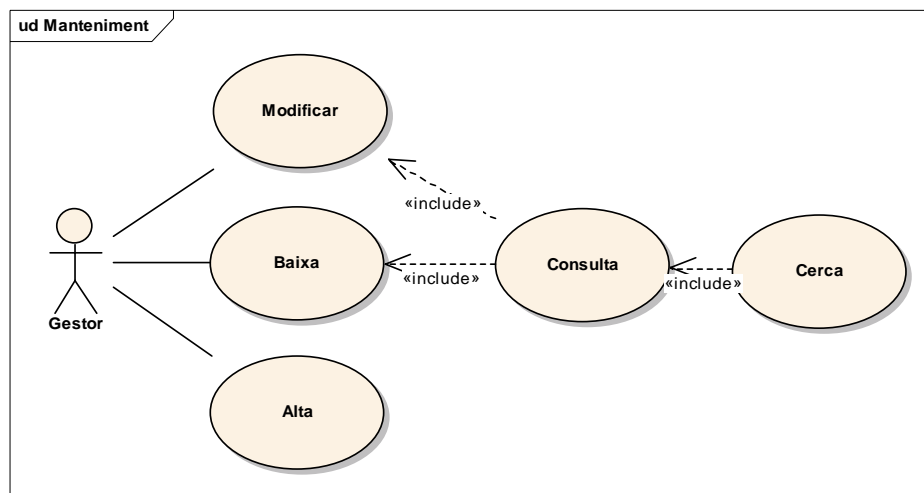 ud Manteniment
Modificar
«include»
Baixa
«include»
Consulta
«include»
Cerca
Gestor
Alta